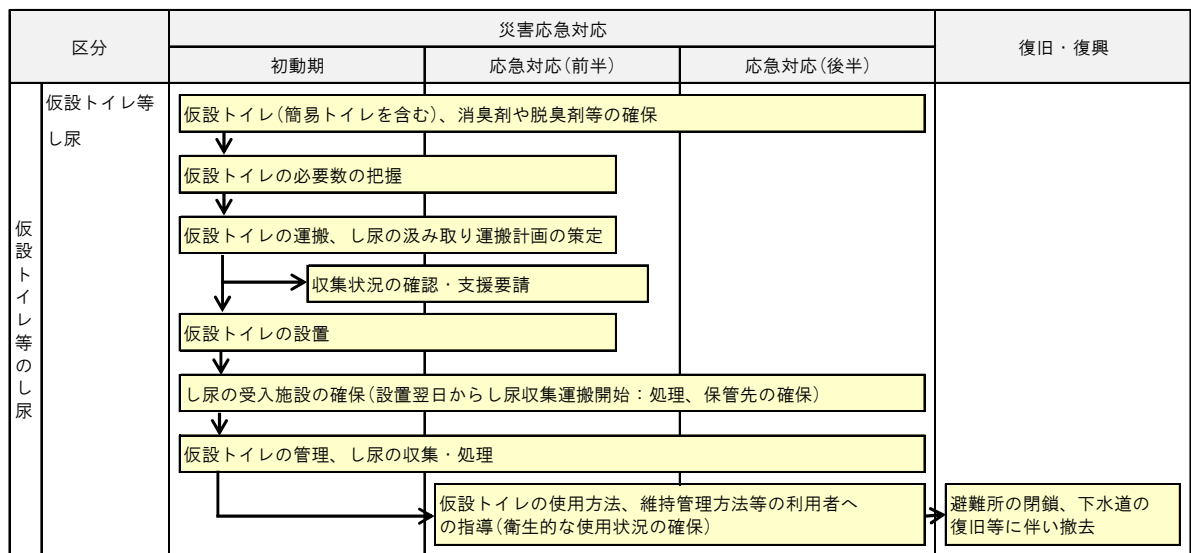 区分
災害応急対応
復旧・復興
初動期
応急対応(前半)
応急対応(後半)
仮設トイレ等のし尿
仮設トイレ等
し尿
仮設トイレ(簡易トイレを含む)、消臭剤や脱臭剤等の確保
仮設トイレの必要数の把握
仮設トイレの運搬、し尿の汲み取り運搬計画の策定
収集状況の確認・支援要請
仮設トイレの設置
し尿の受入施設の確保(設置翌日からし尿収集運搬開始：処理、保管先の確保)
仮設トイレの管理、し尿の収集・処理
仮設トイレの使用方法、維持管理方法等の利用者へ
の指導(衛生的な使用状況の確保)
避難所の閉鎖、下水道の
復旧等に伴い撤去